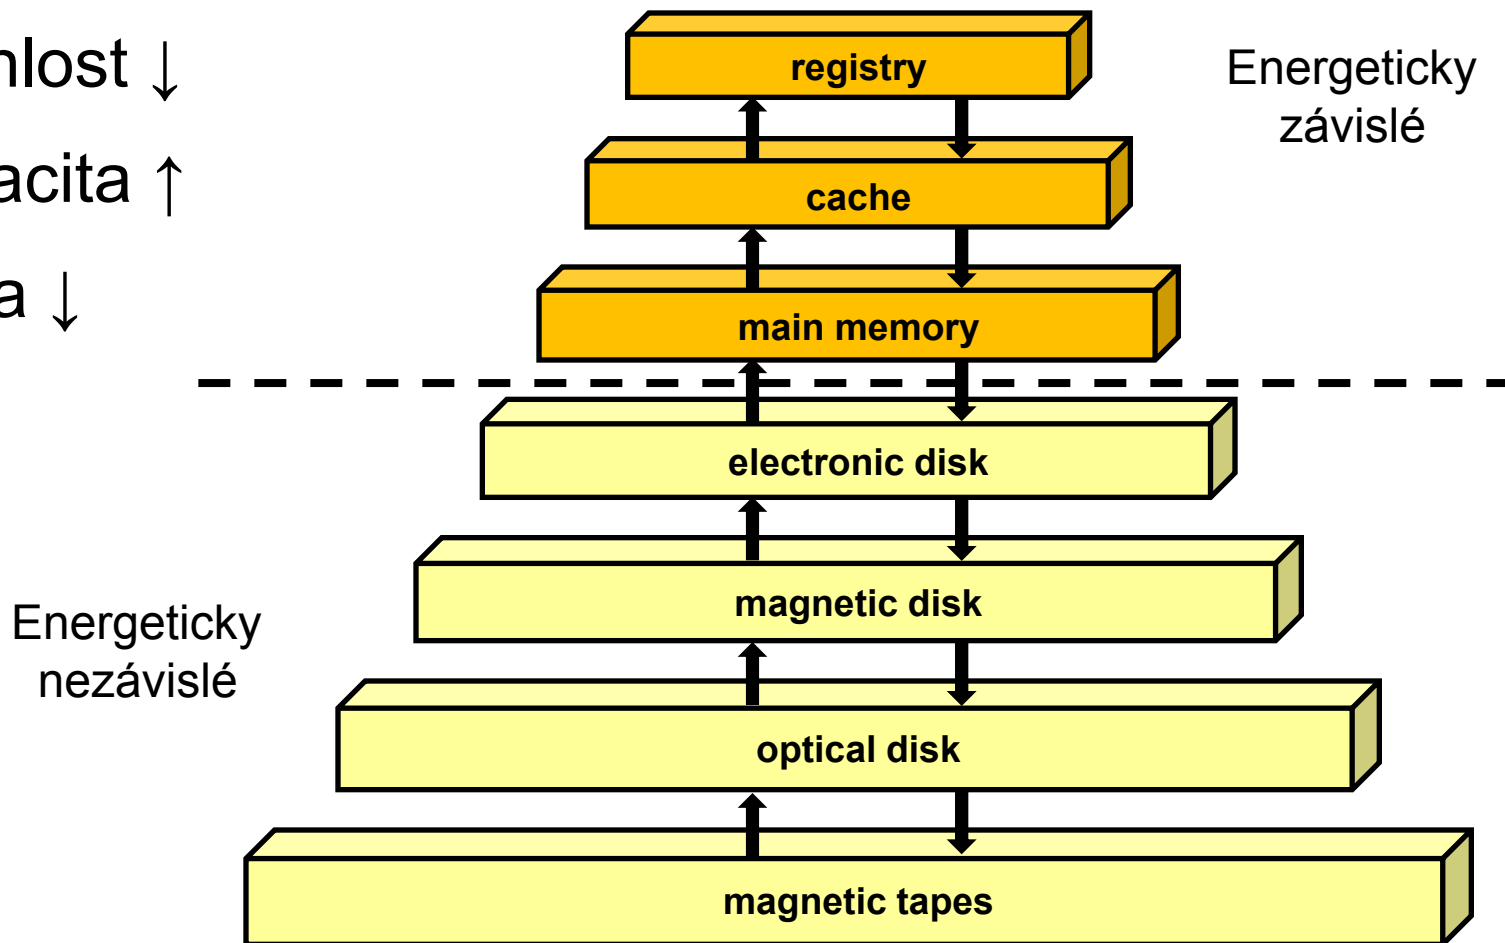 hlost ↓
acita ↑
a ↓
registry
Energeticky
závislé
cache
main memory
electronic disk
magnetic disk
Energeticky
nezávislé
optical disk
magnetic tapes